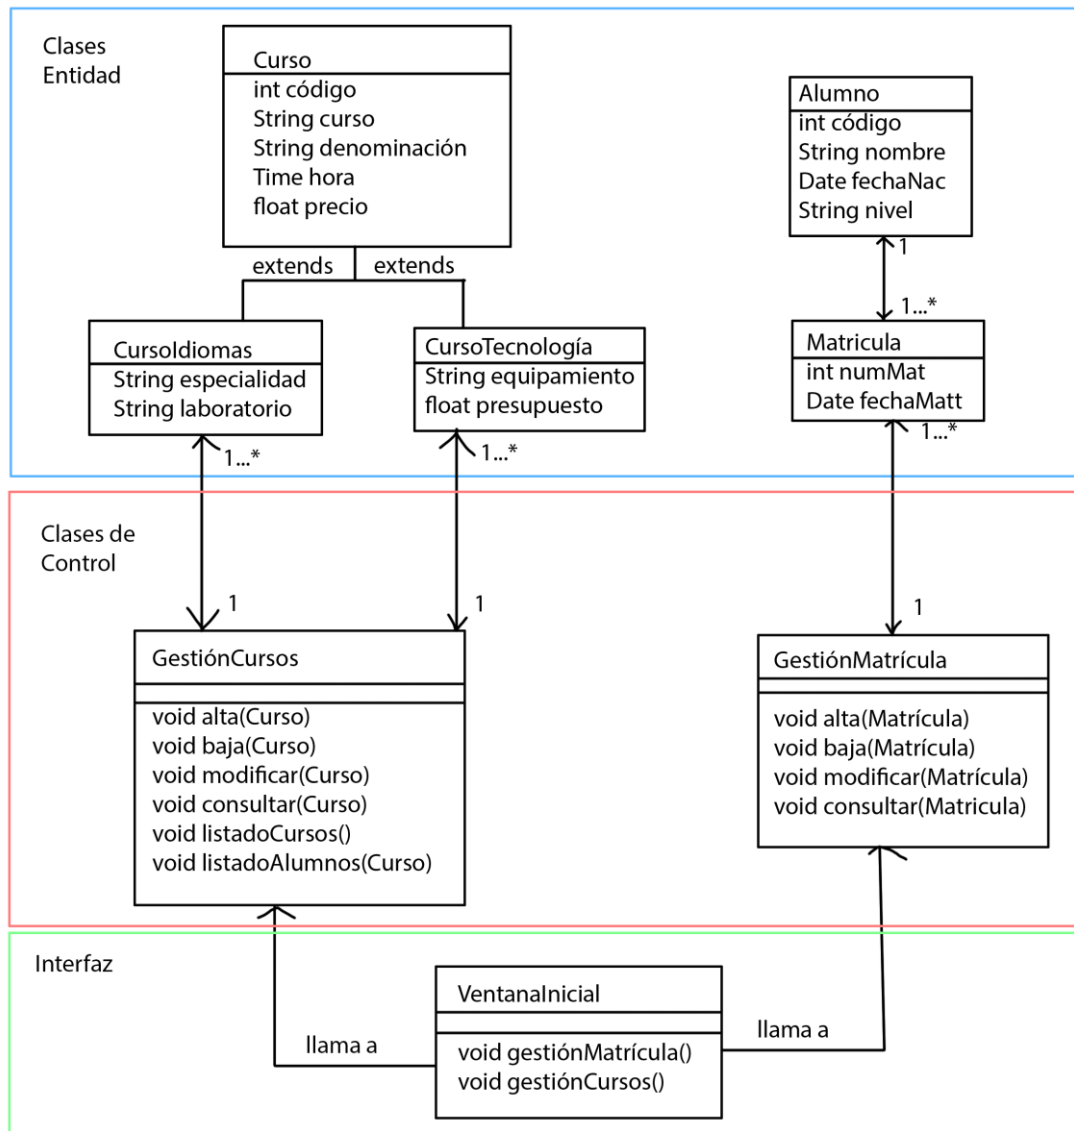 Clases
Entidad
Curso
int código
String curso
String denominación
Time hora
float precio
Alumno
int código
String nombre
Date fechaNac
String nivel
extends
extends
1
1...*
CursoIdiomas
String especialidad
String laboratorio
CursoTecnología
String equipamiento
float presupuesto
Matricula
int numMat
Date fechaMatt
1...*
1...*
1...*
Clases de
Control
1
1
1
GestiónCursos
void alta(Curso)
void baja(Curso)
void modificar(Curso)
void consultar(Curso)
void listadoCursos()
void listadoAlumnos(Curso)
GestiónMatrícula
void alta(Matrícula)
void baja(Matrícula)
void modificar(Matrícula)
void consultar(Matricula)
Interfaz
VentanaInicial
void gestiónMatrícula()
void gestiónCursos()
llama a
llama a